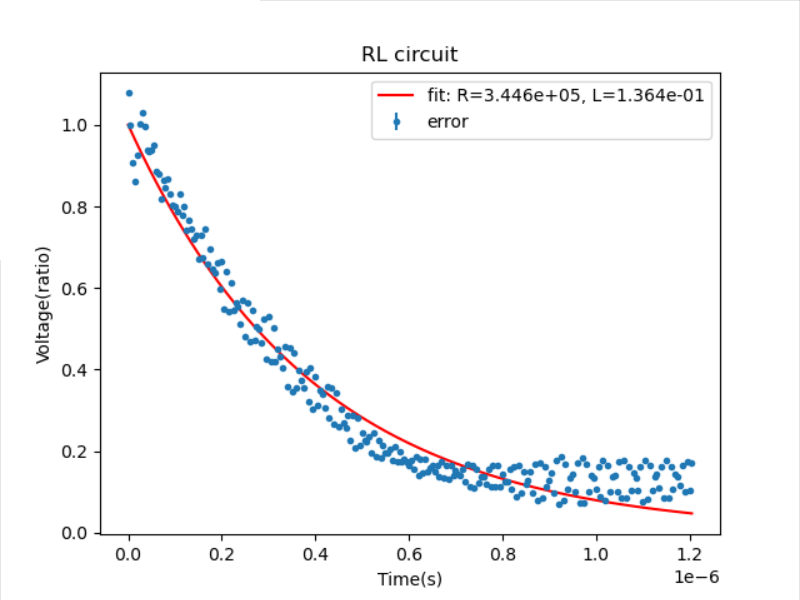 RL circuit
fit: R=3.446e+05, L=1.364e-01
error
1.0
0.8
0.6
0.4
0.2
0.0
Voltage(ratio)
0.0 0.2 0.4 0.6 0.8 1.0 1.2
1e-6
Time(s)